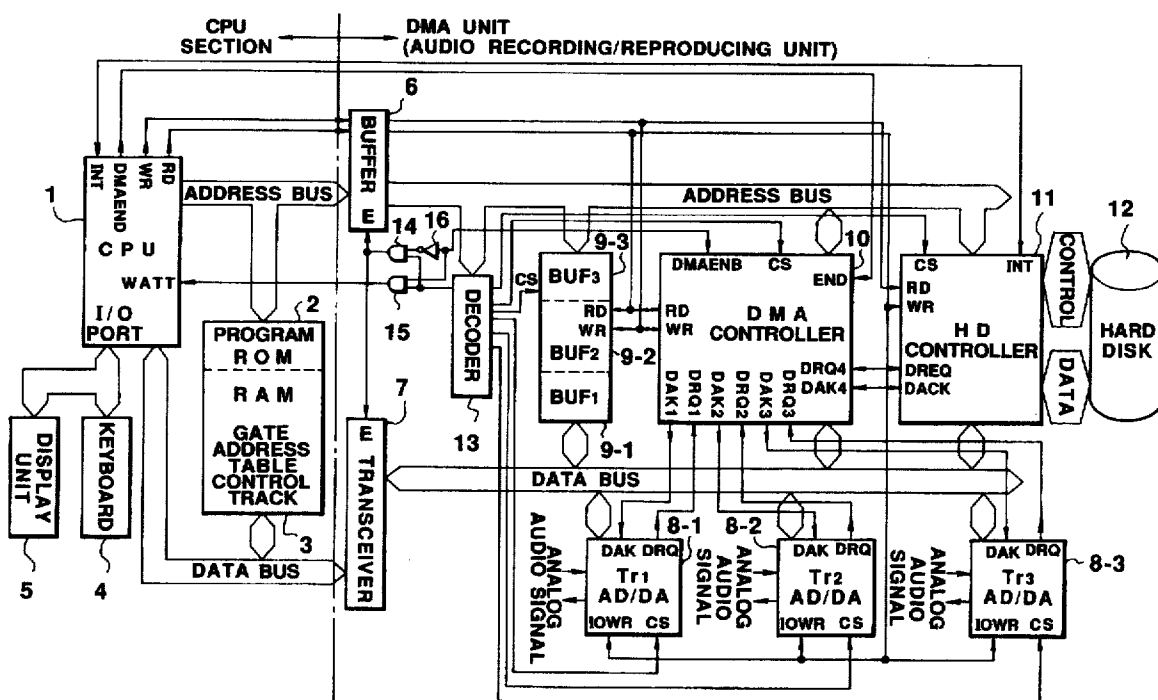 CPU SECTION
DMA UNIT
(AUDIO RECORDING/REPRODUCING UNIT)
6
BUFFER
E
INT
DMAEND
WR
RD
1
CPU
WATT
I/O
PORT
ADDRESS BUS
2
PROGRAM
ROM
RAM
GATE
ADDRESS
TABLE
CONTROL
TRACK
3
DISPLAY
UNIT
5
KEYBOARD
4
DATA BUS
14
16
15
7
E
TRANSCEIVER
DECODER
13
CS
9-3
BUF3
RD
WR
BUF2
9-2
BUF1
9-1
ADDRESS BUS
10
DMAENB
CS
END
RD
WR
DMA
CONTROLLER
DRQ4
DAK4
DAK1
DRQ1
DAK2
DRQ2
DAK3
DRQ3
11
CS
INT
RD
WR
HD
CONTROLLER
DREQ
DACK
CONTROL
DATA
12
HARD
DISK
DATA BUS
ANALOG
AUDIO SIGNAL
8-1
DAK
DRQ
Tr1
AD/DA
IOWR
CS
ANALOG
AUDIO
SIGNAL
8-2
DAK
DRQ
Tr2
AD/DA
IOWR
CS
ANALOG
AUDIO
SIGNAL
8-3
DAK
DRQ
Tr3
AD/DA
IOWR
CS